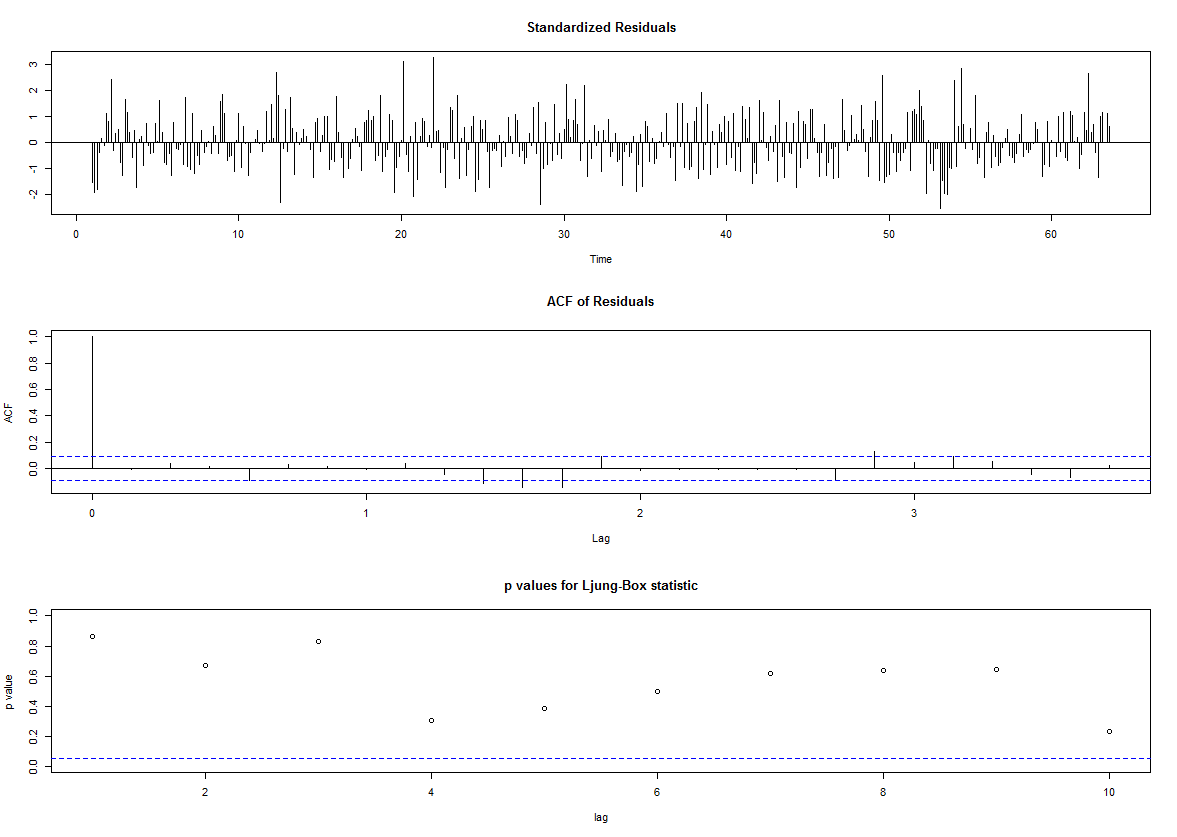 Standardized Residuals
3
2
1
0
-1
-2
0 10 20 30 40 50 60
Time
ACF of Residuals
ACF
1.0
0.8
0.6
0.4
0.2
0.0
0 1 2 3
Lag
p values for Ljung-Box statistic
p value
1.0
0.8
0.6
0.4
0.2
0.0
2 4 6 8 10
lag